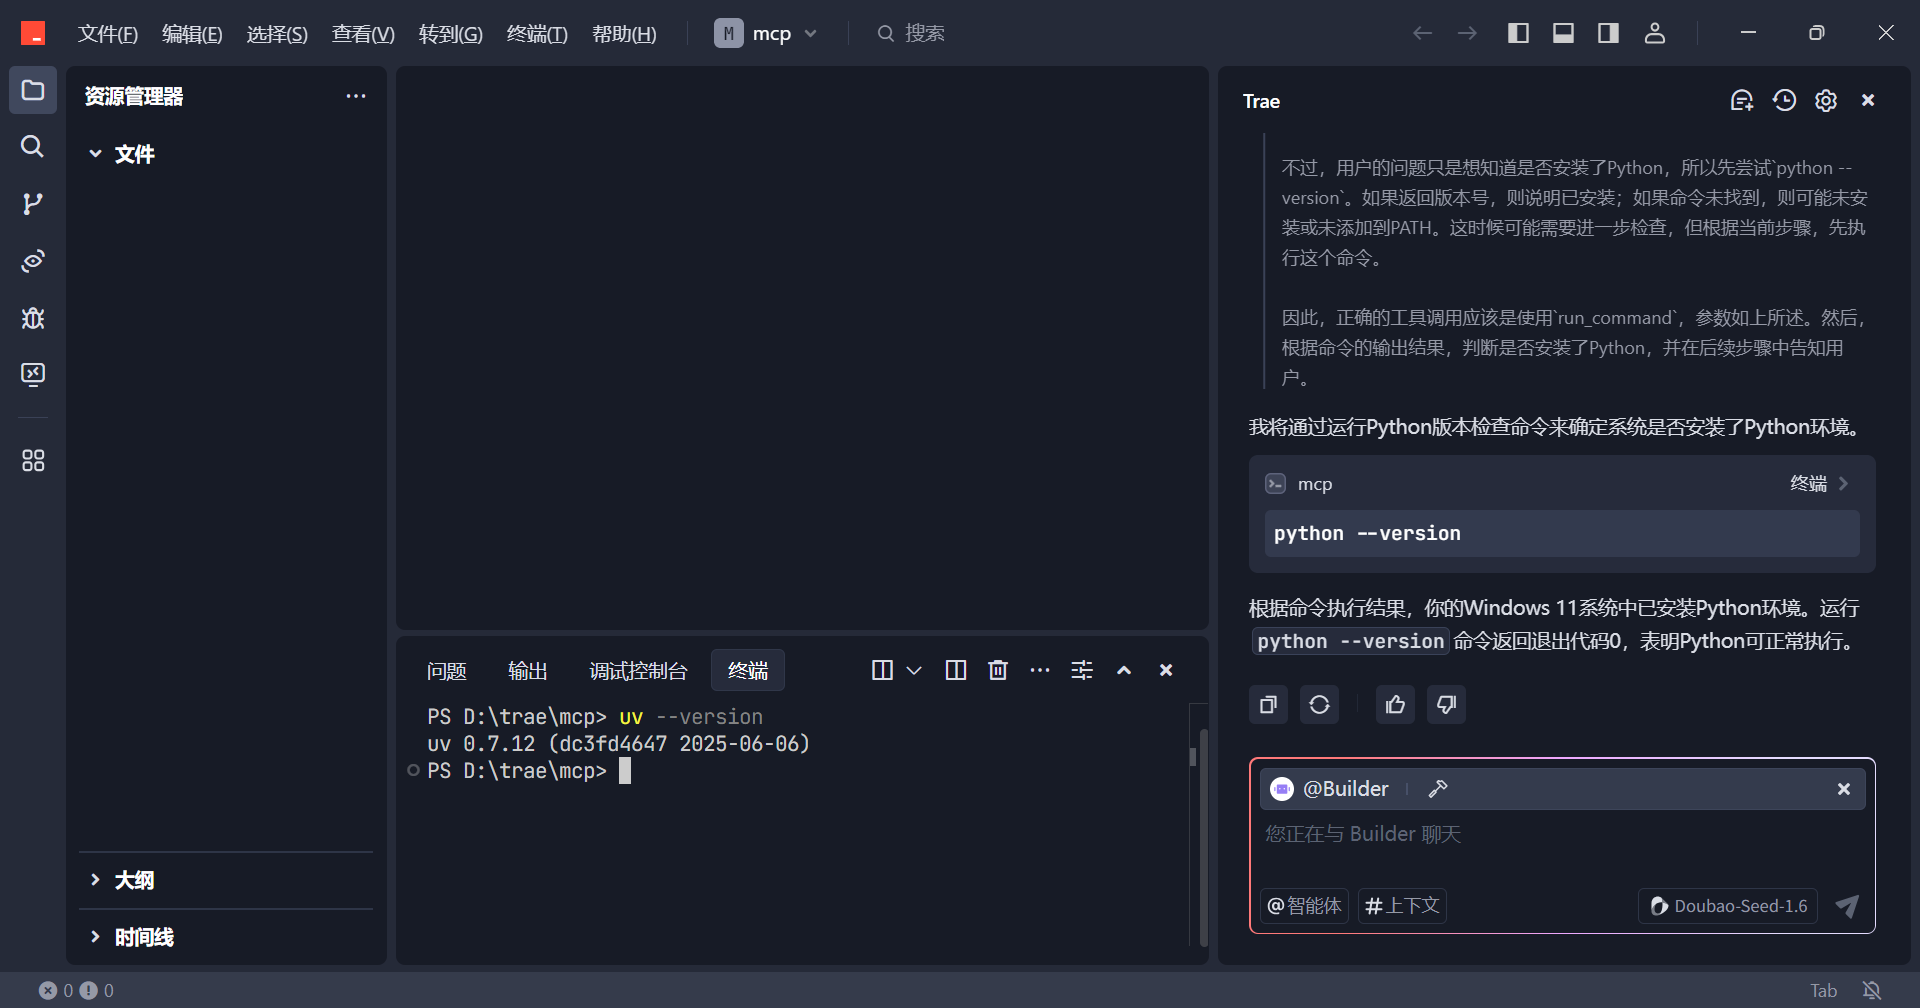 文件(F) 编辑(E) 选择(S) 查看(V) 转到(G) 终端(T) 帮助(H) M mcp 搜索
资源管理器
文件
大纲
时间线
问题 输出 调试控制台 终端
PS D:\trae\mcp> uv --version
uv 0.7.12 (dc3fd4647 2025-06-06)
PS D:\trae\mcp>
Trae
不过，用户的问题只是想知道是否安装了Python，所以先尝试`python --
version`。如果返回版本号，则说明已安装；如果命令未找到，则可能未安
装或未添加到PATH。这时候可能需要进一步检查，但根据当前步骤，先执
行这个命令。
因此，正确的工具调用应该是使用`run_command`，参数如上所述。然后，
根据命令的输出结果，判断是否安装了Python，并在后续步骤中告知用
户。
我将通过运行Python版本检查命令来确定系统是否安装了Python环境。
mcp 终端
python --version
根据命令执行结果，你的Windows 11系统中已安装Python环境。运行
python --version 命令返回退出代码0，表明Python可正常执行。
@Builder
您正在与 Builder 聊天
@智能体 #上下文 Doubao-Seed-1.6
0 0 Tab